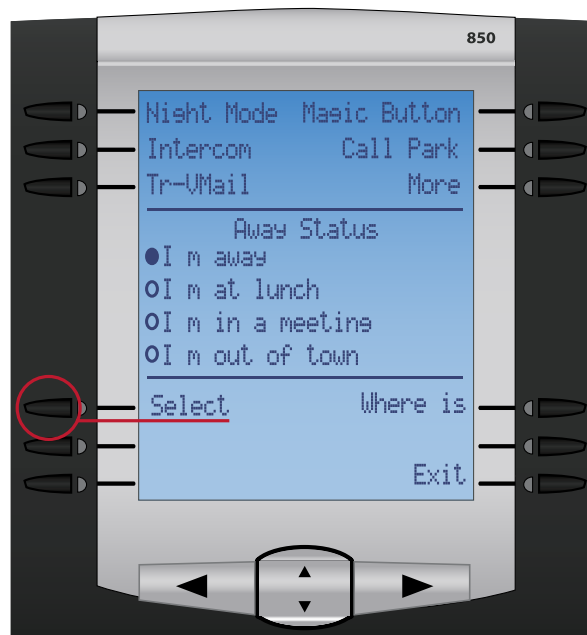 850
Night Mode Magic Button
Intercom Call Park
Tr-VMail More
Away Status
I m away
I m at lunch
I m in a meeting
I m out of town
Select Where is
Exit